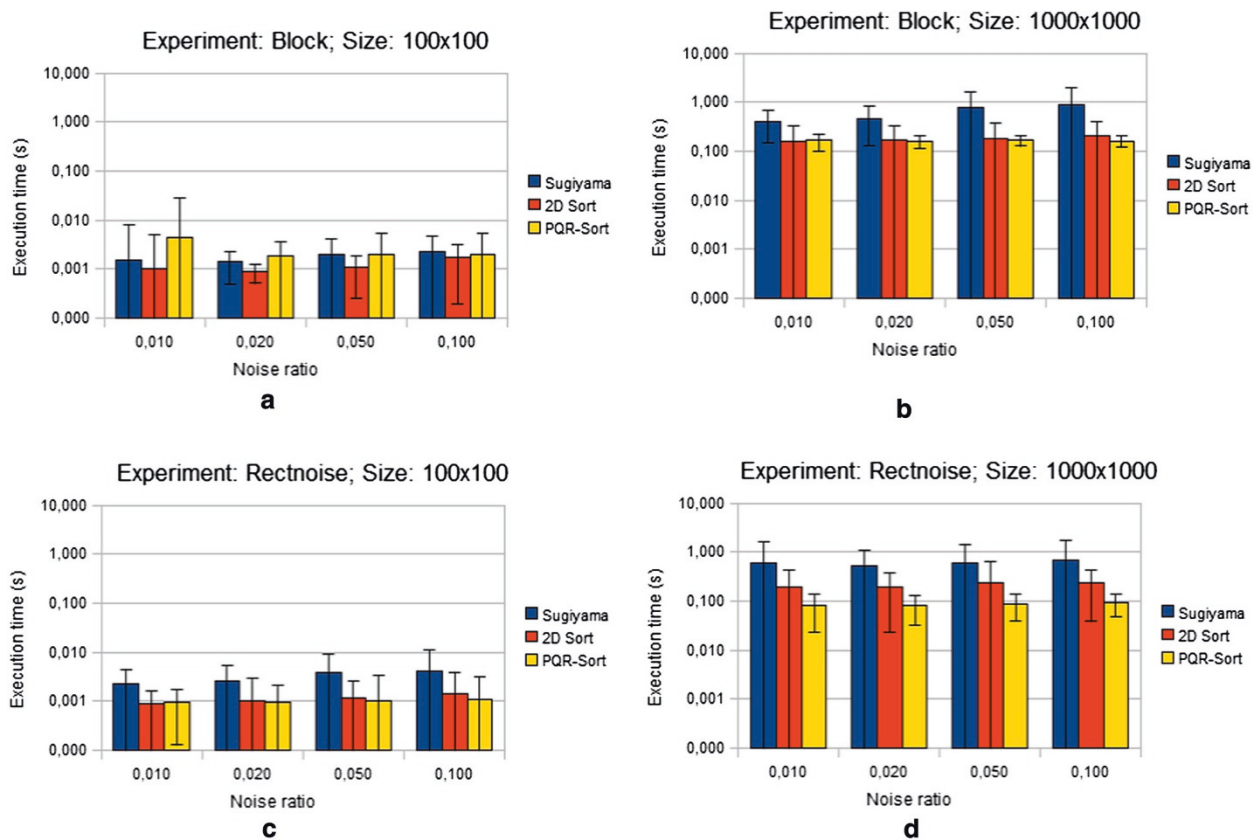 Experiment: Block; Size: 100x100
Execution time (s)
10,000
1,000
0,100
0,010
0,001
0,000
0,010 0,020 0,050 0,100
Noise ratio
Sugiyama
2D Sort
PQR-Sort
a
Experiment: Block; Size: 1000x1000
Execution time (s)
10,000
1,000
0,100
0,010
0,001
0,000
0,010 0,020 0,050 0,100
Noise ratio
Sugiyama
2D Sort
PQR-Sort
b
Experiment: Rectnoise; Size: 100x100
Execution time (s)
10,000
1,000
0,100
0,010
0,001
0,000
0,010 0,020 0,050 0,100
Noise ratio
Sugiyama
2D Sort
PQR-Sort
c
Experiment: Rectnoise; Size: 1000x1000
Execution time (s)
10,000
1,000
0,100
0,010
0,001
0,000
0,010 0,020 0,050 0,100
Noise ratio
Sugiyama
2D Sort
PQR-Sort
d